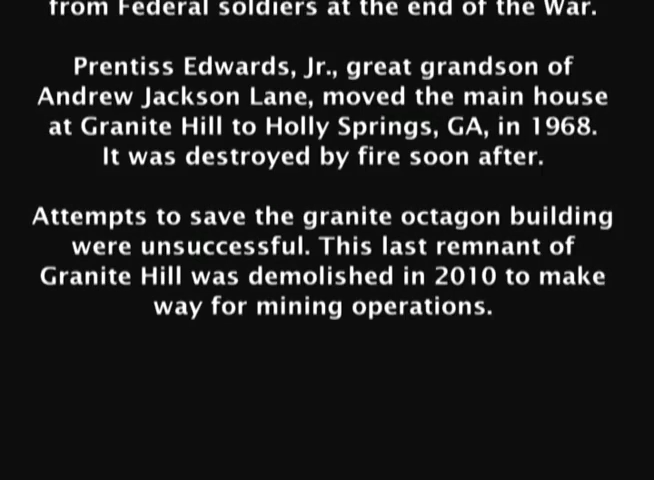 from Federal soldiers at the end of the War.
Prentiss Edwards, Jr., great grandson of
Andrew Jackson Lane, moved the main house
at Granite Hill to Holly Springs, GA, in 1968.
It was destroyed by fire soon after.
Attempts to save the granite octagon building
were unsuccessful. This last remnant of
Granite Hill was demolished in 2010 to make
way for mining operations.